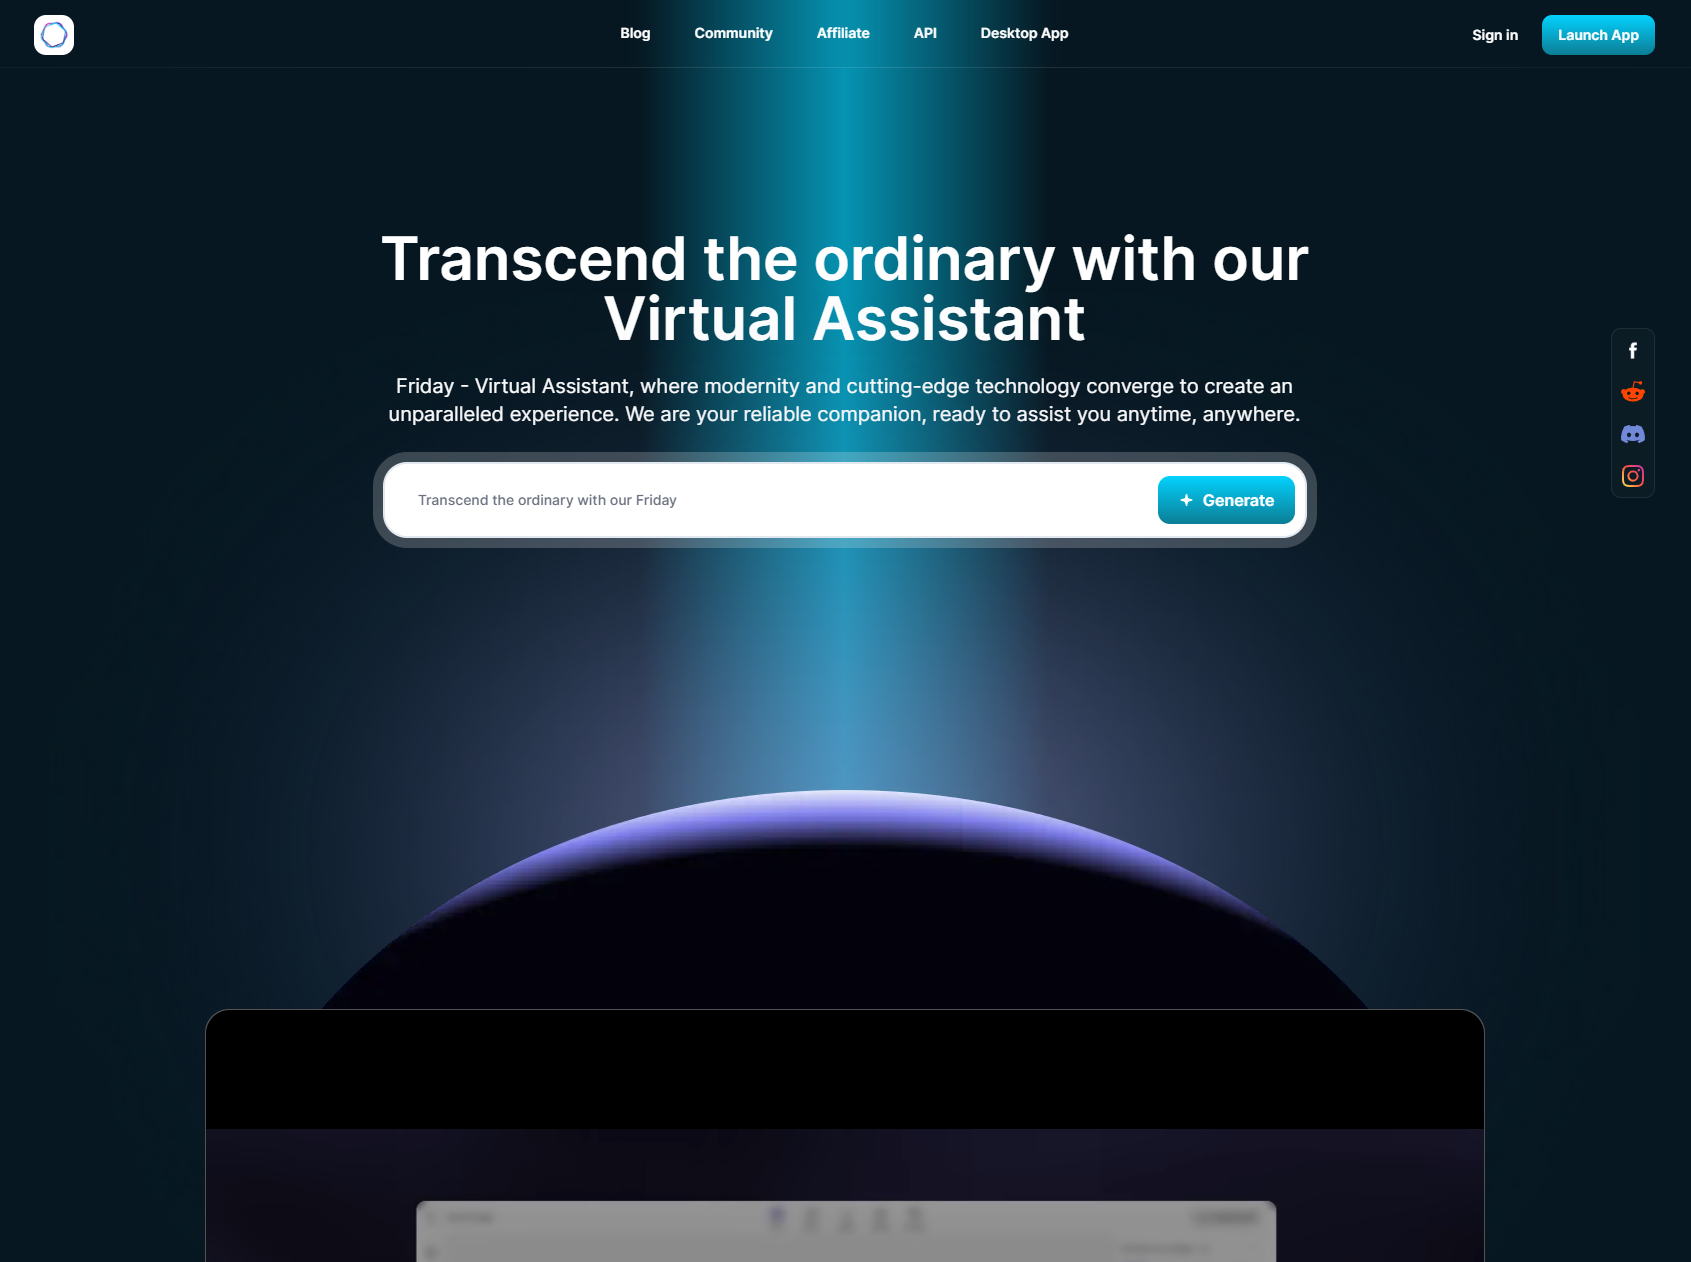 Blog
Community
Affiliate
API
Desktop App
Sign in
Launch App
Transcend the ordinary with our
Virtual Assistant
Friday - Virtual Assistant, where modernity and cutting-edge technology converge to create an
unparalleled experience. We are your reliable companion, ready to assist you anytime, anywhere.
Transcend the ordinary with our Friday
Generate